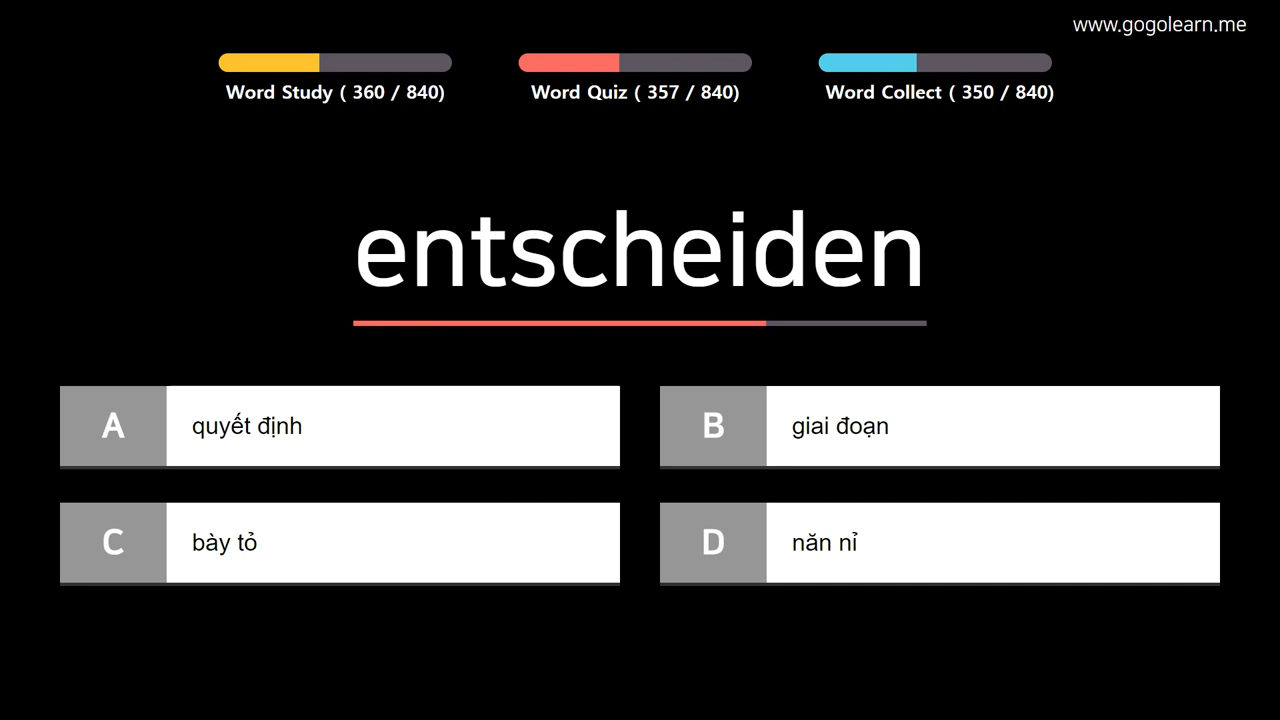 www.gogolearn.me
Word Study ( 360 / 840)
Word Quiz ( 357 / 840)
Word Collect ( 350 / 840)
entscheiden
A quyết định
B giai đoạn
C bày tỏ
D năn nỉ